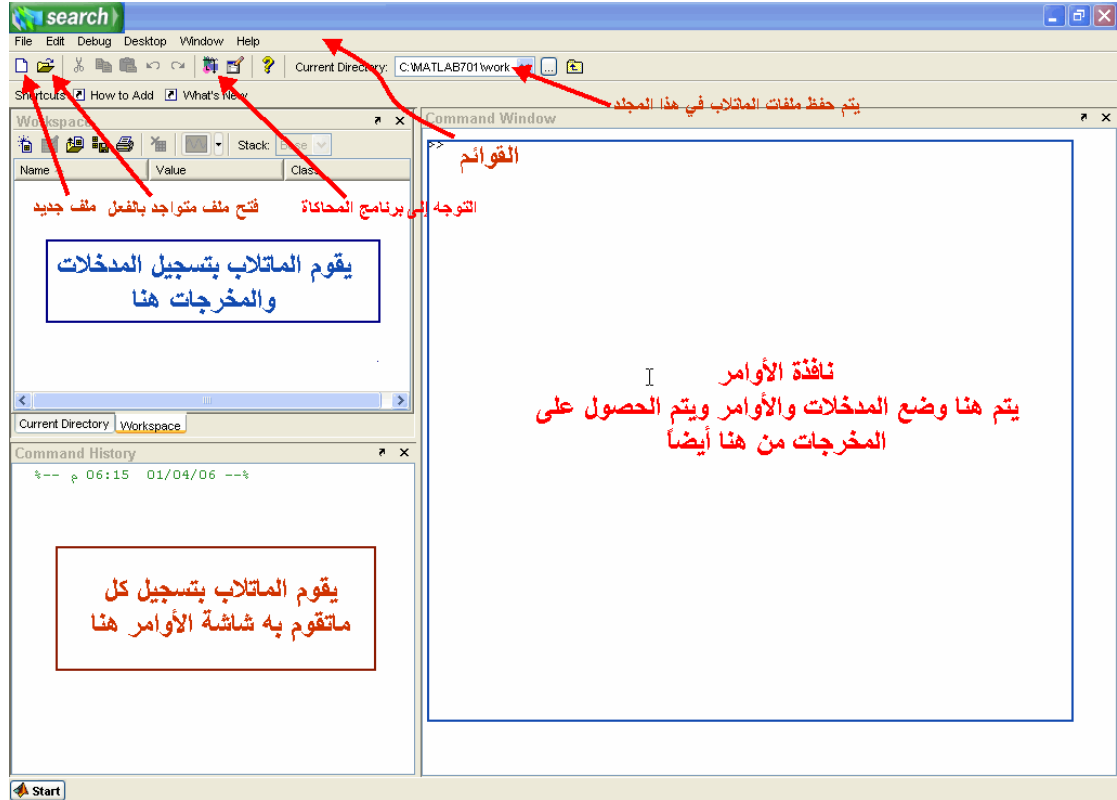 search
File Edit Debug Desktop Window Help
Current Directory: C:\MATLAB701\work
Shortcuts How to Add What's New
يتم حفظ ملفات الماتلاب في هذا المجلد
Workspace
Command Window
Stack: Base
>>
القوائم
Name Value Class
ملف جديد
فتح ملف متواجد بالفعل
التوجه إلى برنامج المحاكاة
يقوم الماتلاب بتسجيل المدخلات
والمخرجات هنا
نافذة الأوامر
يتم هنا وضع المدخلات والأوامر ويتم الحصول على
المخرجات من هنا أيضاً
Current Directory Workspace
Command History
%-- 01/04/06 06:15 م --%
يقوم الماتلاب بتسجيل كل
ماتقوم به شاشة الأوامر هنا
Start